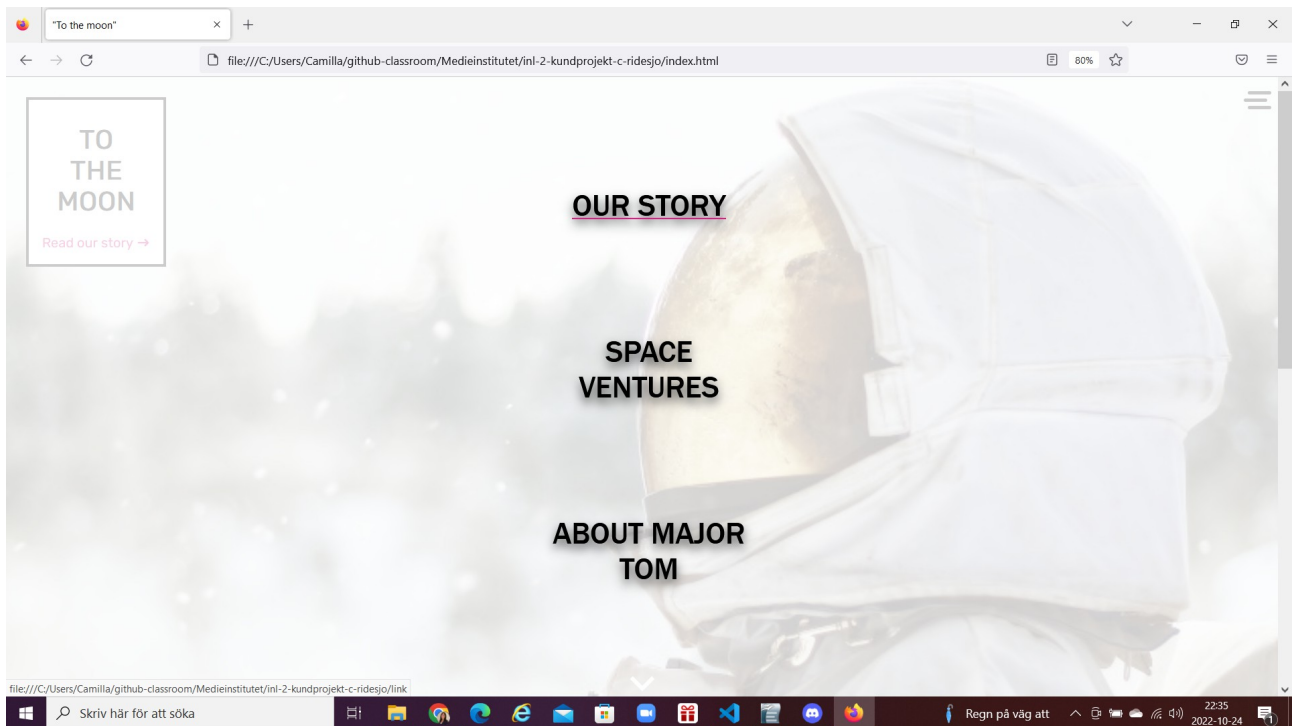 "To the moon"
file:///C:/Users/Camilla/github-classroom/Medieinstitutet/inl-2-kundprojekt-c-ridesjo/index.html
80%
TO
THE
MOON
Read our story →
OUR STORY
SPACE
VENTURES
ABOUT MAJOR
TOM
file:///C:/Users/Camilla/github-classroom/Medieinstitutet/inl-2-kundprojekt-c-ridesjo/link
Skriv här för att söka
Regn på väg att
22:35
2022-10-24
1